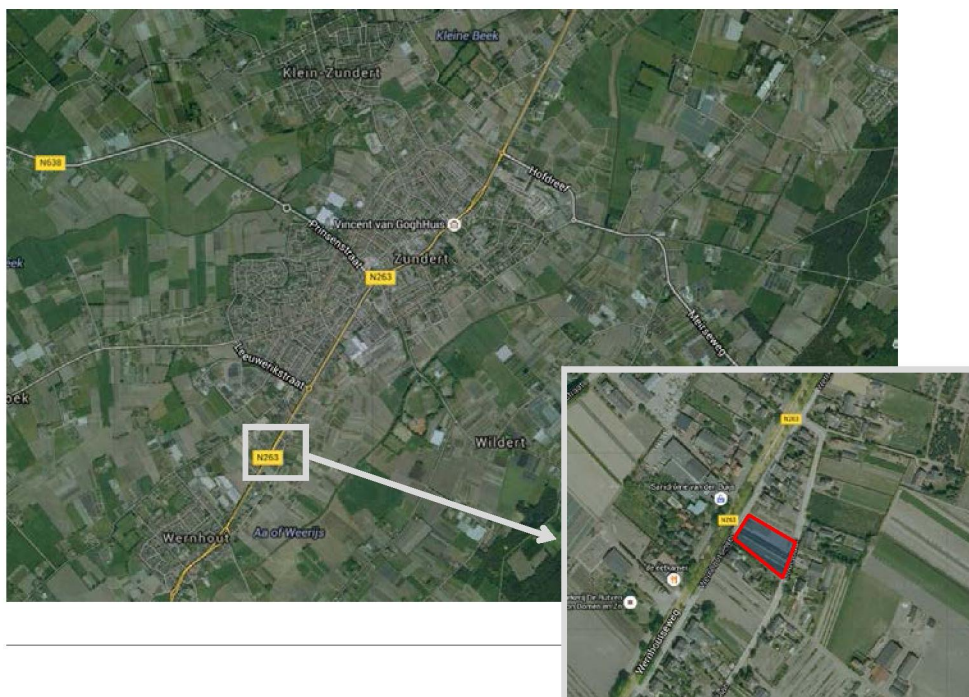 Kleine Beek
Klein-Zundert
N638
Hofdreef
Vincent van GoghHuis
Prinsenstraat
Zundert
N263
Meirseweg
Leeuwerikstraat
Wildert
N263
Wernhout
Aa of Weerijs
N263
N263
de eetkamer
Wernhoutseweg